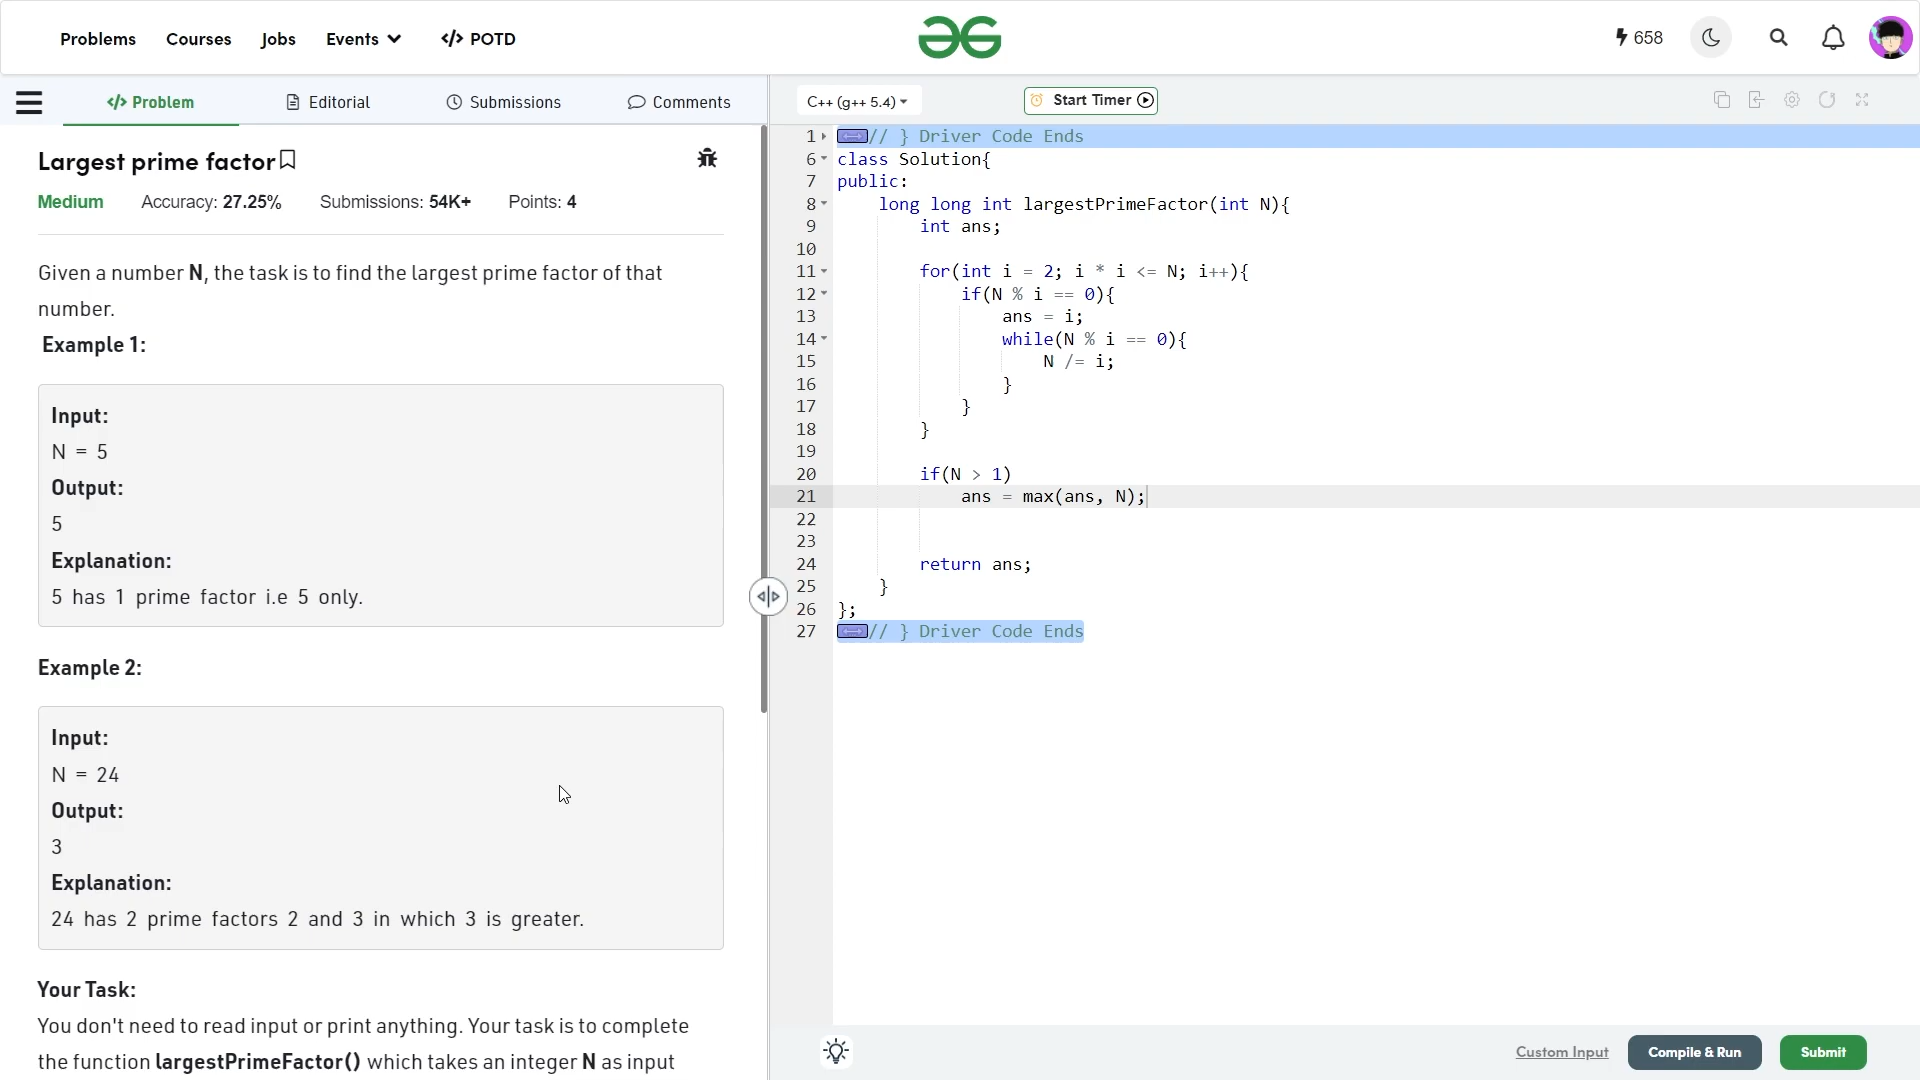 Problems Courses Jobs Events </> POTD
658
</> Problem Editorial Submissions Comments
Largest prime factor
Medium Accuracy: 27.25% Submissions: 54K+ Points: 4
Given a number N, the task is to find the largest prime factor of that
number.
Example 1:
Input:
N = 5
Output:
5
Explanation:
5 has 1 prime factor i.e 5 only.
Example 2:
Input:
N = 24
Output:
3
Explanation:
24 has 2 prime factors 2 and 3 in which 3 is greater.
Your Task:
You don't need to read input or print anything. Your task is to complete
the function largestPrimeFactor() which takes an integer N as input
C++ (g++ 5.4) Start Timer
1 // } Driver Code Ends
6 class Solution{
7 public:
8 long long int largestPrimeFactor(int N){
9 int ans;
10
11 for(int i = 2; i * i <= N; i++){
12 if(N % i == 0){
13 ans = i;
14 while(N % i == 0){
15 N /= i;
16 }
17 }
18 }
19
20 if(N > 1)
21 ans = max(ans, N);
22
23
24 return ans;
25 }
26 };
27 // } Driver Code Ends
Custom Input Compile & Run Submit